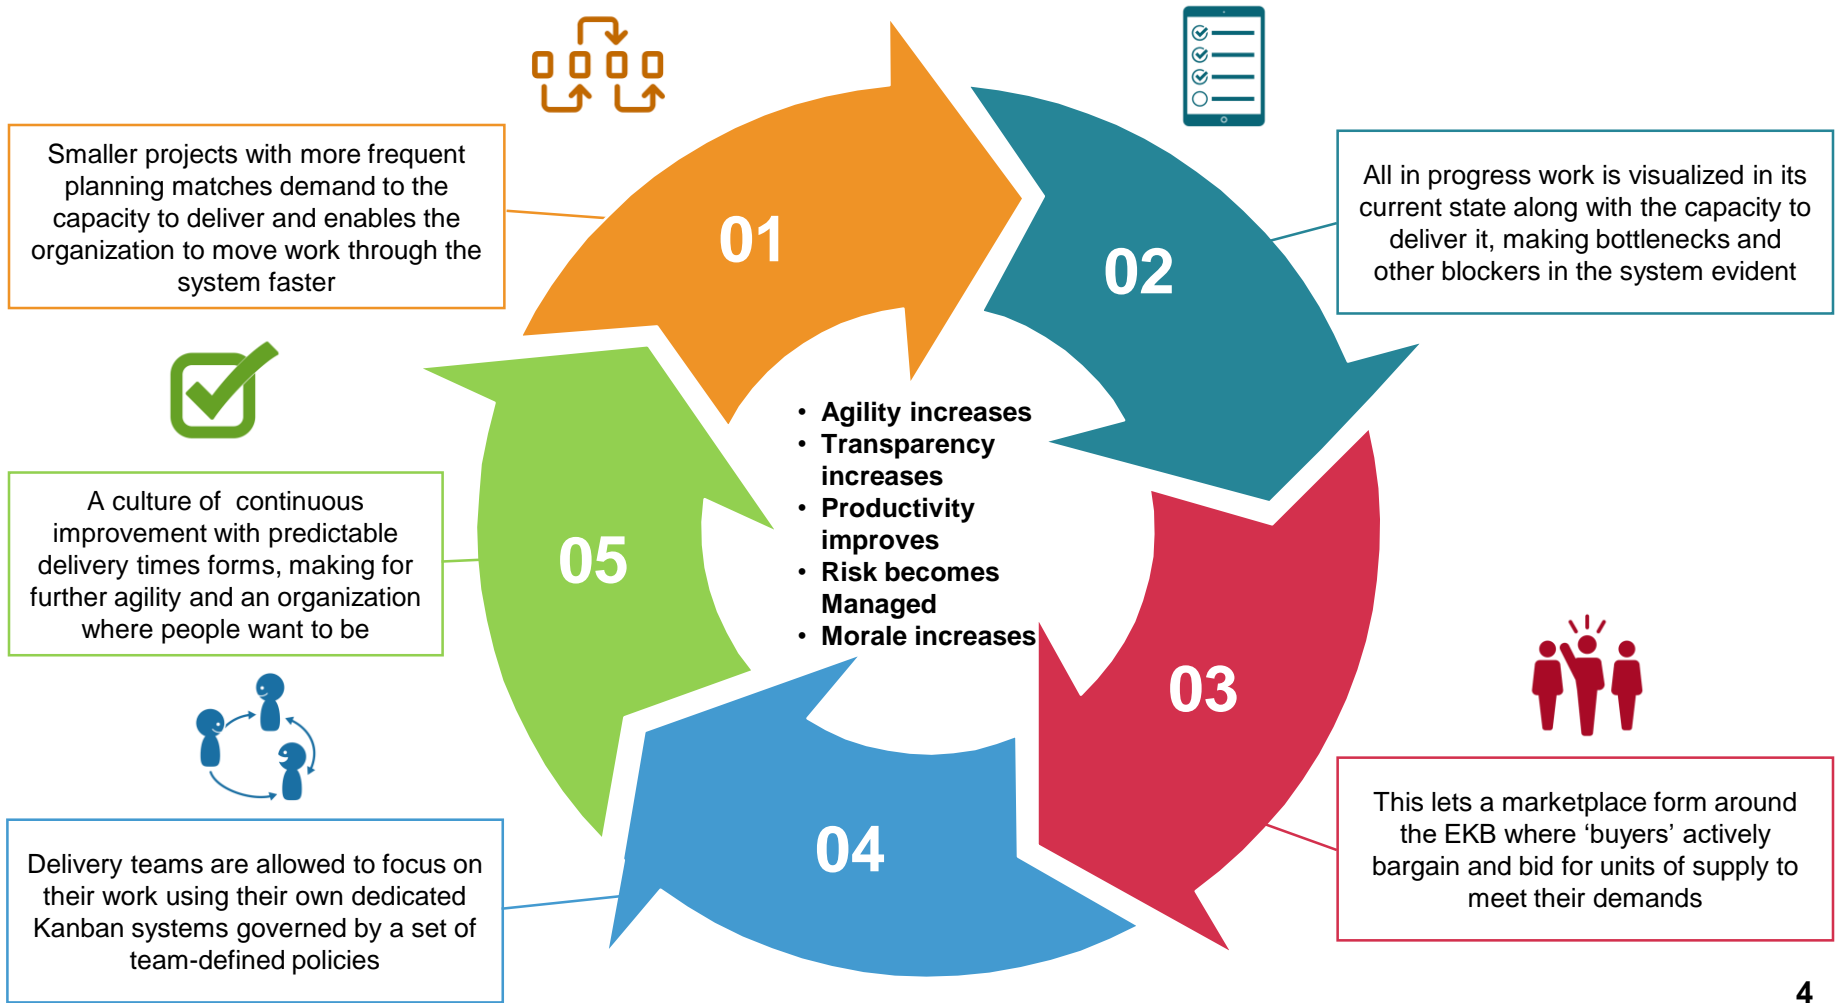 01
Smaller projects with more frequent
planning matches demand to the
capacity to deliver and enables the
organization to move work through the
system faster
02
All in progress work is visualized in its
current state along with the capacity to
deliver it, making bottlenecks and
other blockers in the system evident
03
This lets a marketplace form around
the EKB where ‘buyers’ actively
bargain and bid for units of supply to
meet their demands
04
Delivery teams are allowed to focus on
their work using their own dedicated
Kanban systems governed by a set of
team-defined policies
05
A culture of  continuous
improvement with predictable
delivery times forms, making for
further agility and an organization
where people want to be
• Agility increases
• Transparency
increases
• Productivity
improves
• Risk becomes
Managed
• Morale increases
4